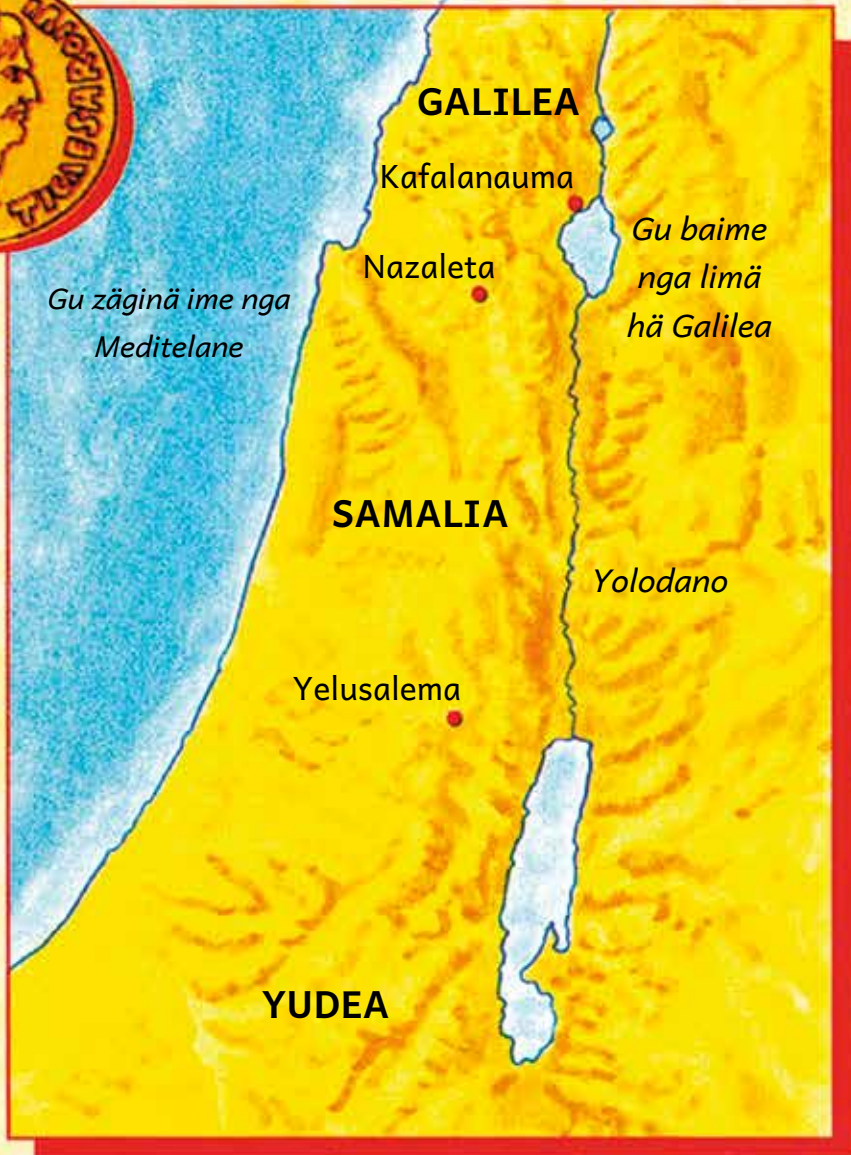 GALILEA
Kafalanauma
Gu baime
nga limä
hä Galilea
Nazaleta
Gu zäginä ime nga
Meditelane
SAMALIA
Yolodano
Yelusalema
YUDEA